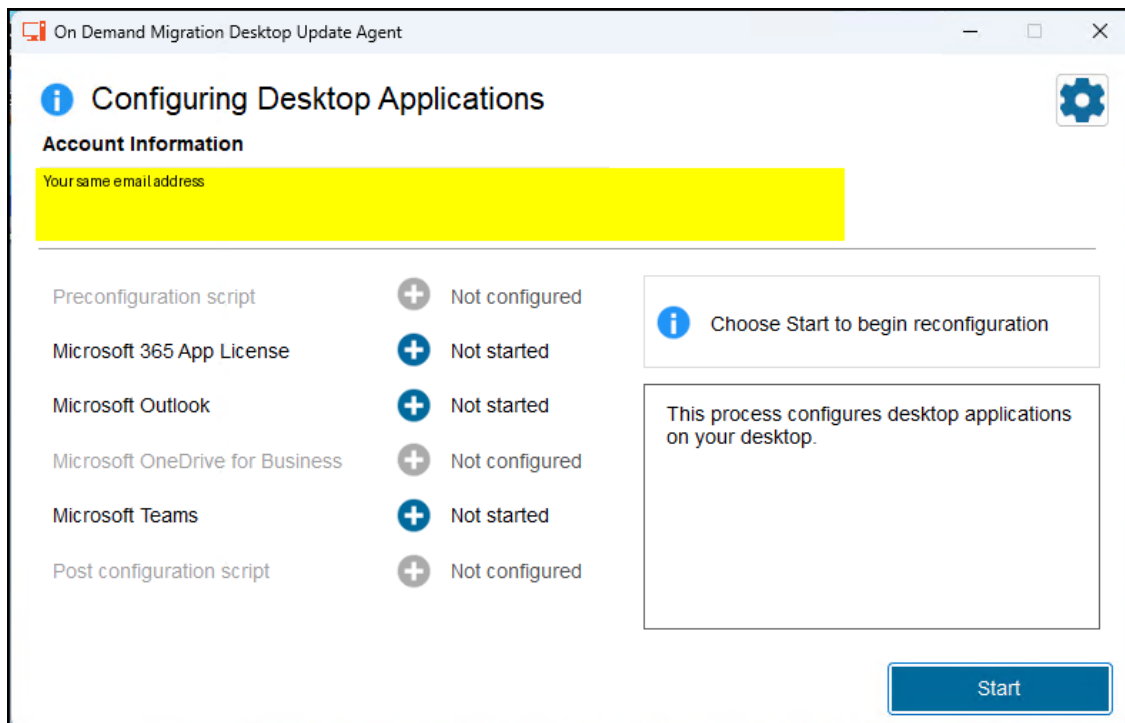 On Demand Migration Desktop Update Agent
Configuring Desktop Applications
Account Information
Your same email address
Preconfiguration script Not configured
Microsoft 365 App License Not started
Microsoft Outlook Not started
Microsoft OneDrive for Business Not configured
Microsoft Teams Not started
Post configuration script Not configured
Choose Start to begin reconfiguration
This process configures desktop applications
on your desktop.
Start